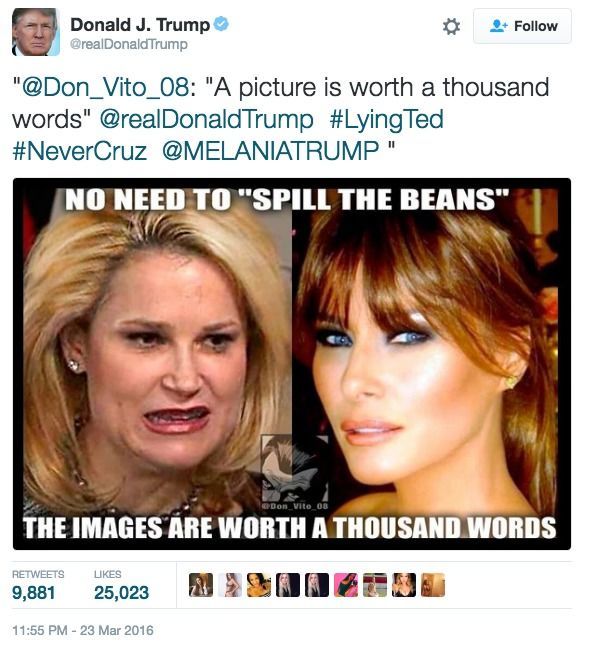 Donald J. Trump
@realDonaldTrump
Follow
"@Don_Vito_08: "A picture is worth a thousand
words" @realDonaldTrump #LyingTed
#NeverCruz @MELANIATRUMP "
NO NEED TO "SPILL THE BEANS"
@Don_Vito_08
THE IMAGES ARE WORTH A THOUSAND WORDS
RETWEETS LIKES
9,881 25,023
11:55 PM - 23 Mar 2016